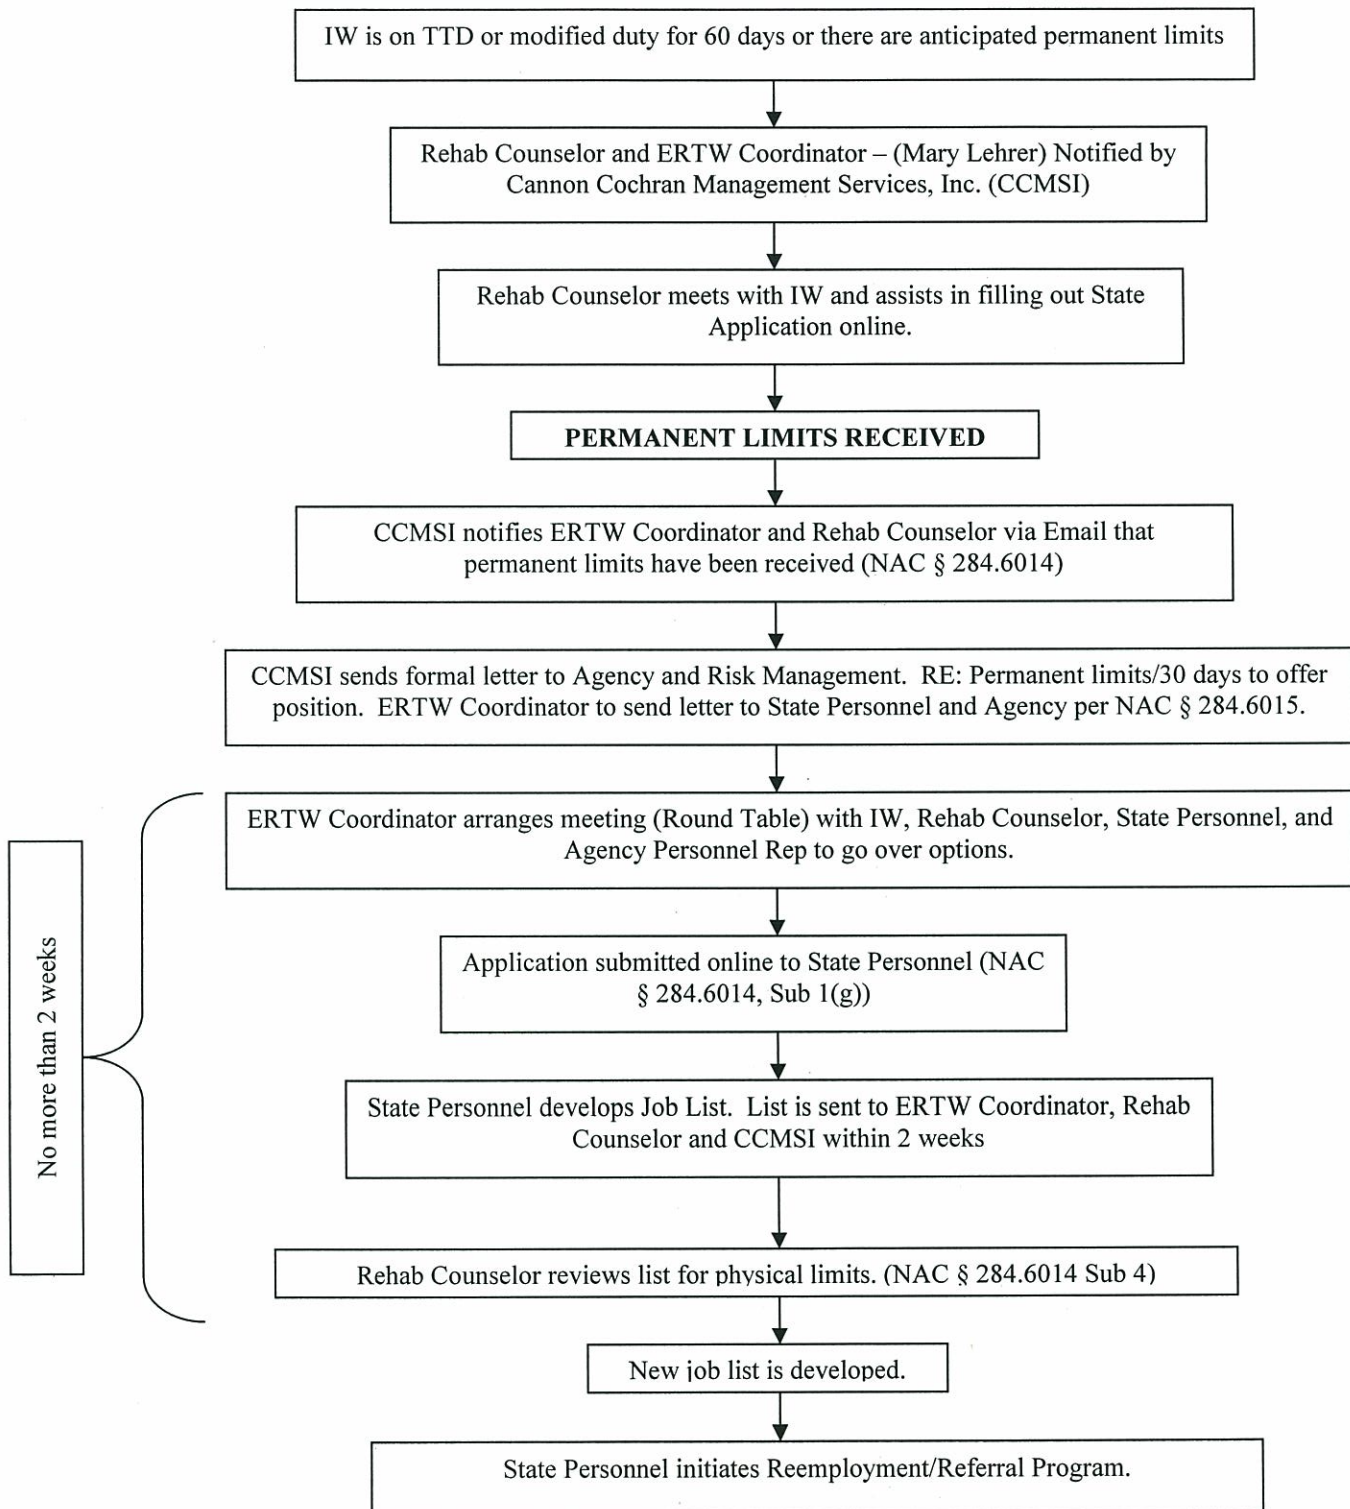 IW is on TTD or modified duty for 60 days or there are anticipated permanent limits
Rehab Counselor and ERTW Coordinator – (Mary Lehrer) Notified by
Cannon Cochran Management Services, Inc. (CCMSI)
Rehab Counselor meets with IW and assists in filling out State
Application online.
PERMANENT LIMITS RECEIVED
CCMSI notifies ERTW Coordinator and Rehab Counselor via Email that
permanent limits have been received (NAC § 284.6014)
CCMSI sends formal letter to Agency and Risk Management.  RE: Permanent limits/30 days to offer
position.  ERTW Coordinator to send letter to State Personnel and Agency per NAC § 284.6015.
No more than 2 weeks
ERTW Coordinator arranges meeting (Round Table) with IW, Rehab Counselor, State Personnel, and
Agency Personnel Rep to go over options.
Application submitted online to State Personnel (NAC
§ 284.6014, Sub 1(g))
State Personnel develops Job List.  List is sent to ERTW Coordinator, Rehab
Counselor and CCMSI within 2 weeks
Rehab Counselor reviews list for physical limits. (NAC § 284.6014 Sub 4)
New job list is developed.
State Personnel initiates Reemployment/Referral Program.